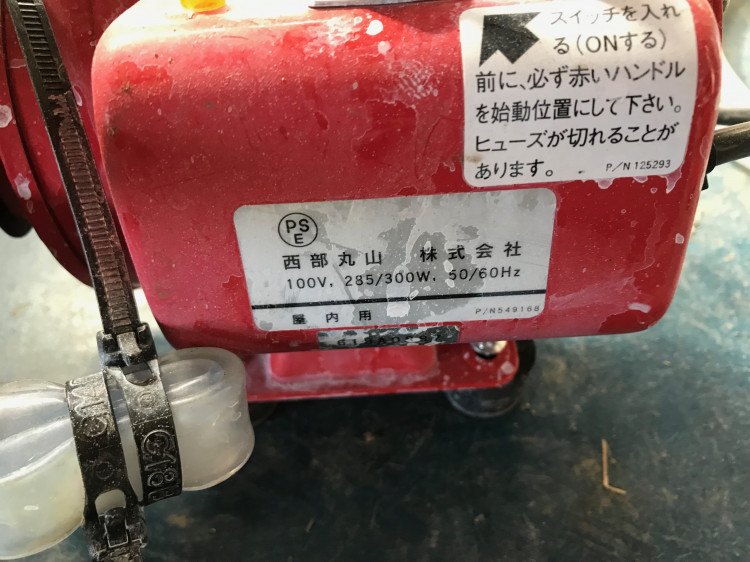 スイッチを入れ
る(ONする)
前に、必ず赤いハンドル
を始動位置にして下さい。
ヒューズが切れることが
あります。 P/N 125293
PS
E
西部丸山 株式会社
100V, 285/300W, 50/60Hz
屋内用 P/N549168